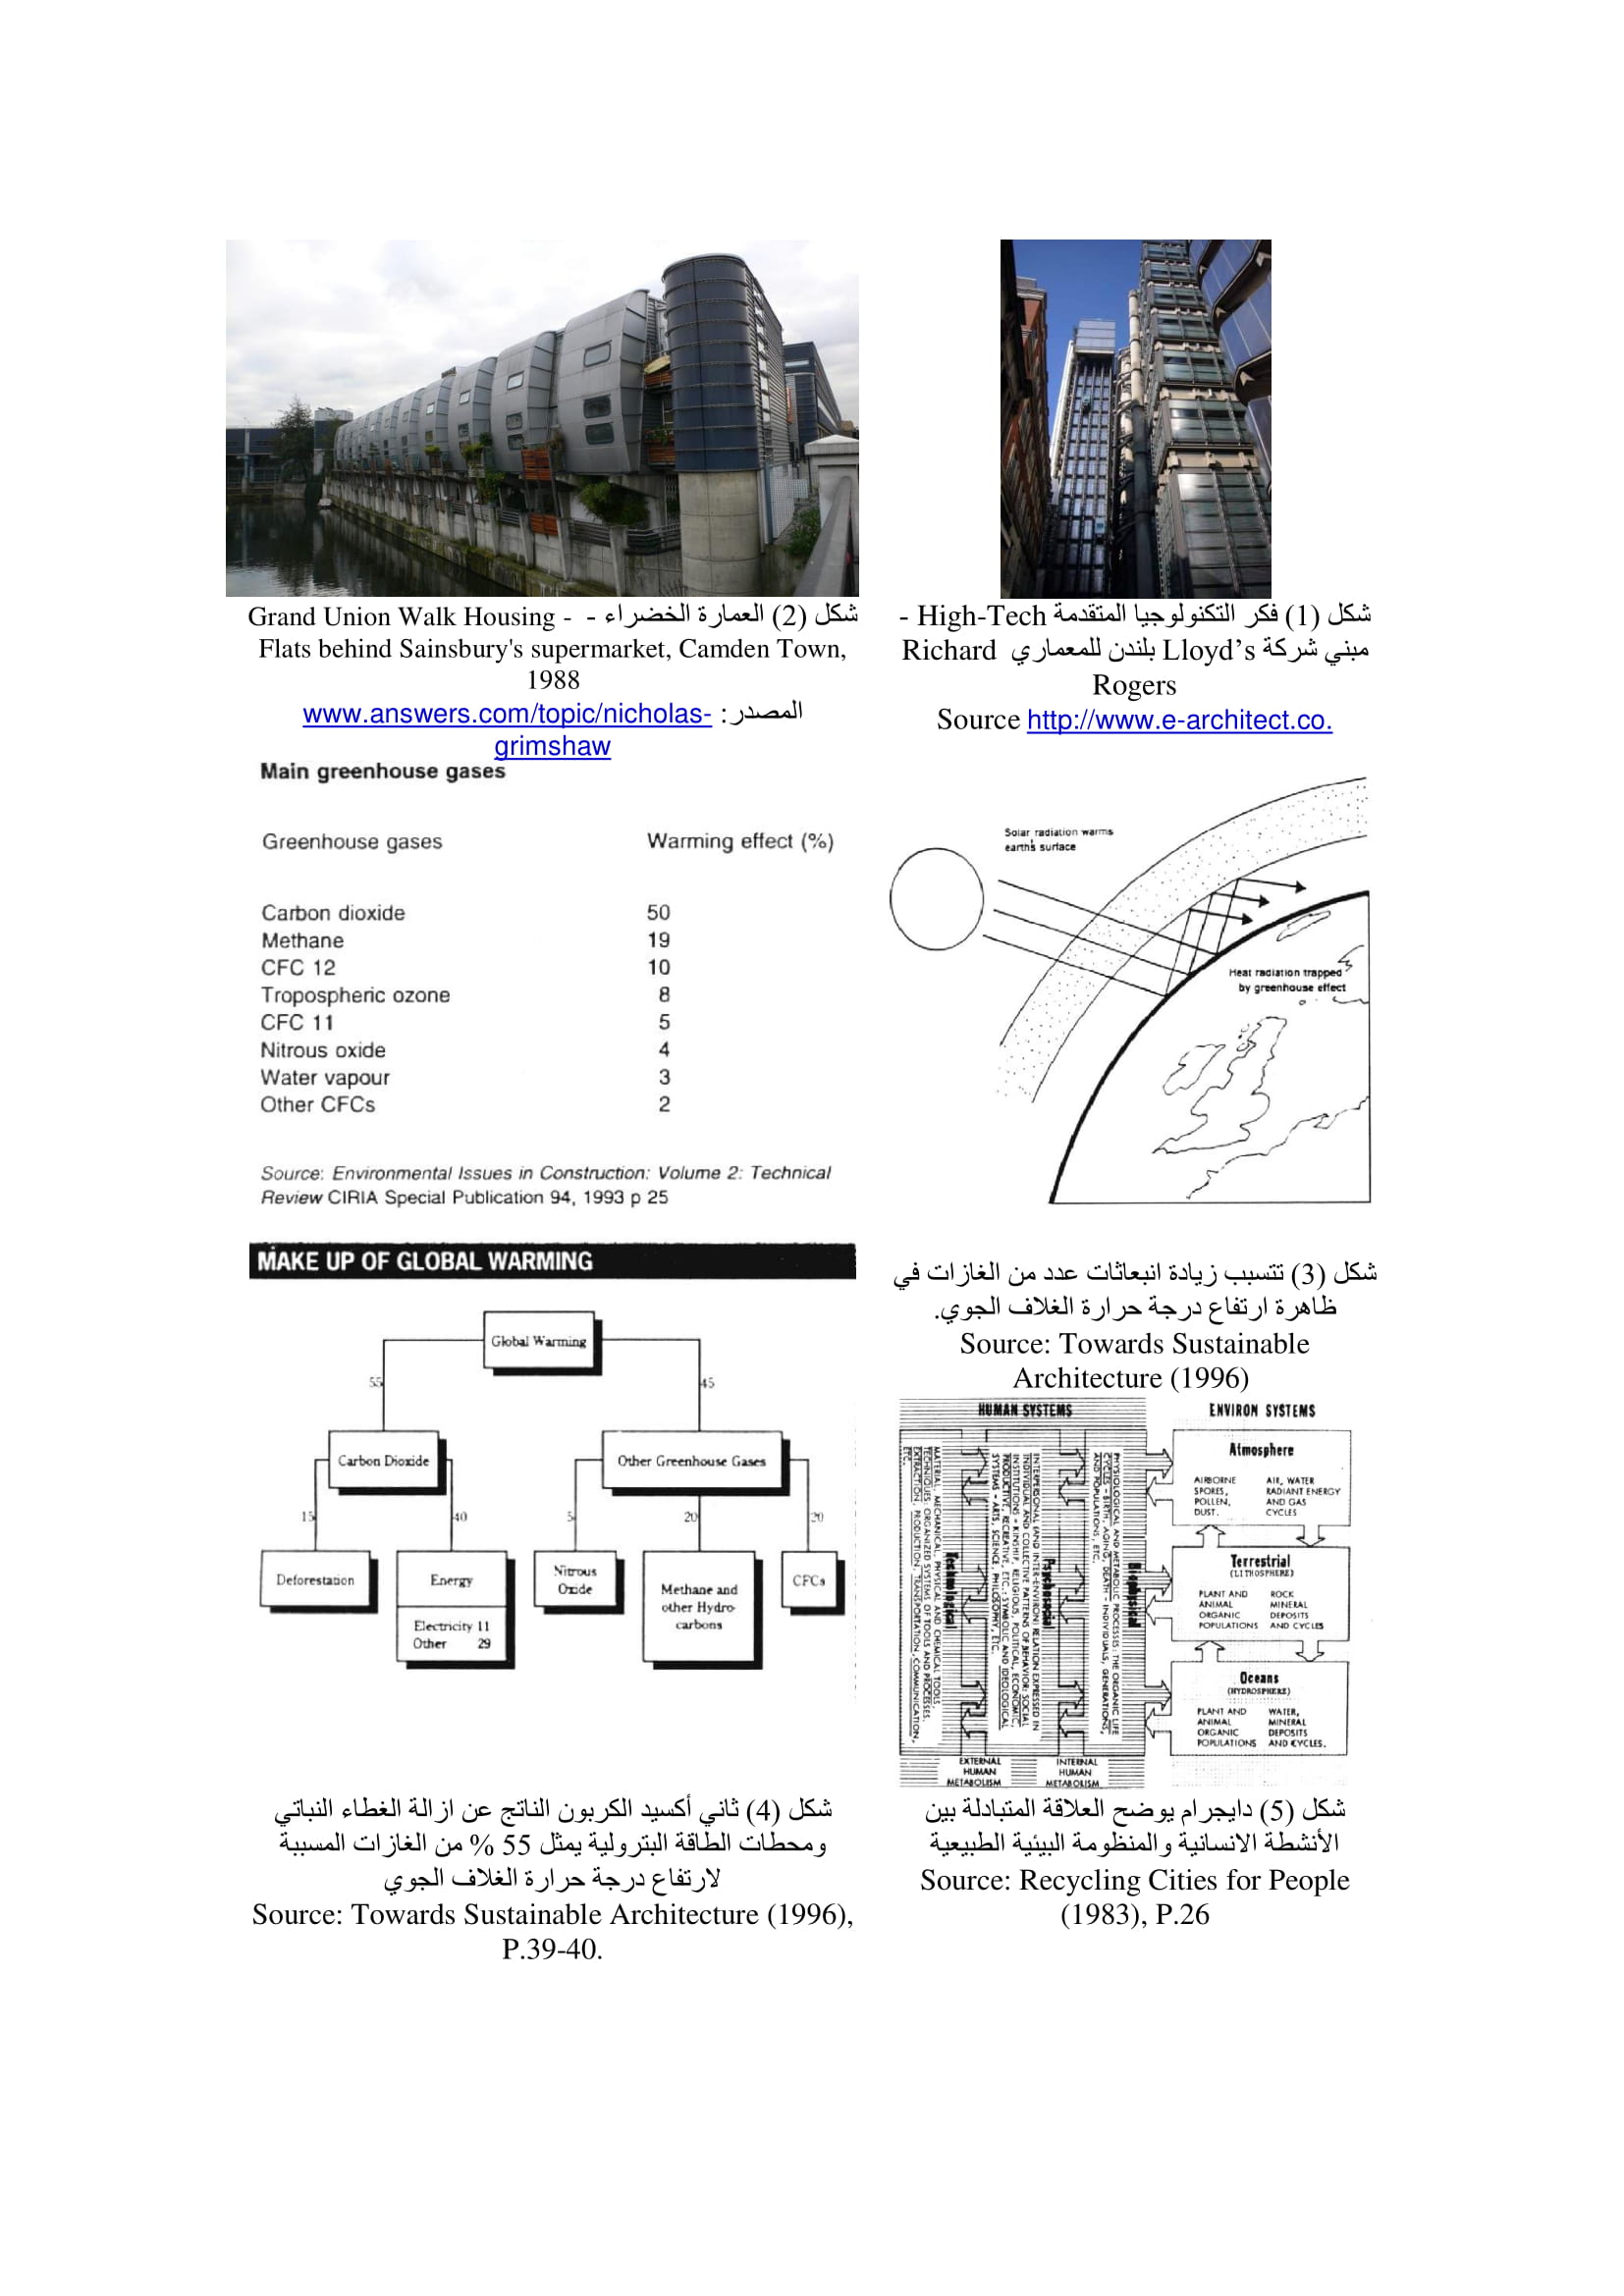 شكل (1) فكر التكنولوجيا المتقدمة High-Tech -
مبني شركة Lloyd’s بلندن للمعماري Richard
Rogers
Source http://www.e-architect.co.
شكل (2) العمارة الخضراء - - Grand Union Walk Housing
Flats behind Sainsbury's supermarket, Camden Town,
1988
المصدر: www.answers.com/topic/nicholas-
grimshaw
Solar radiation warms
earth's surface
Heat radiation trapped
by greenhouse effect
Main greenhouse gases
Greenhouse gases Warming effect (%)
Carbon dioxide 50
Methane 19
CFC 12 10
Tropospheric ozone 8
CFC 11 5
Nitrous oxide 4
Water vapour 3
Other CFCs 2
Source: Environmental Issues in Construction: Volume 2: Technical
Review CIRIA Special Publication 94, 1993 p 25
شكل (3) تتسبب زيادة انبعاثات عدد من الغازات في
ظاهرة ارتفاع درجة حرارة الغلاف الجوي.
Source: Towards Sustainable
Architecture (1996)
MAKE UP OF GLOBAL WARMING
Global Warming
55 45
Carbon Dioxide Other Greenhouse Gases
15 40 5 20 20
Deforestation
Energy
Electricity 11
Other 29
Nitrous
Oxide
Methane and
other Hydro-
carbons
CFCs
HUMAN SYSTEMS ENVIRON SYSTEMS
Technological
MATERIAL, MECHANICAL, PHYSICAL AND CHEMICAL TOOLS,
TECHNIQUES: ORGANIZED SYSTEMS OF TOOLS AND PROCESSES.
EXTRACTION, PRODUCTION, TRANSPORTATION, COMMUNICATION,
ETC.
Psychosocial
INTERPERSONAL (AND INTER-ENVIRON) RELATION EXPRESSED IN
INDIVIDUAL AND COLLECTIVE PATTERNS OF BEHAVIOR: SOCIAL
INSTITUTIONS - KINSHIP, RELIGIOUS, POLITICAL, ECONOMIC,
PRODUCTIVE, RECREATIVE, ETC.: SYMBOLIC AND IDEOLOGICAL
SYSTEMS - ARTS, SCIENCE, PHILOSOPHY, ETC.
Biophysical
PHYSIOLOGICAL AND METABOLIC PROCESSES: THE ORGANIC LIFE
CYCLES - BIRTH, AGING, DEATH - INDIVIDUALS, GENERATIONS,
AND POPULATIONS, ETC.
EXTERNAL
HUMAN
METABOLISM
INTERNAL
HUMAN
METABOLISM
Atmosphere
AIRBORNE
SPORES,
POLLEN,
DUST.
AIR, WATER
RADIANT ENERGY
AND GAS
CYCLES
Terrestrial
(LITHOSPHERE)
PLANT AND
ANIMAL
ORGANIC
POPULATIONS
ROCK
MINERAL
DEPOSITS
AND CYCLES
Oceans
(HYDROSPHERE)
PLANT AND
ANIMAL
ORGANIC
POPULATIONS
WATER,
MINERAL
DEPOSITS
AND CYCLES.
شكل (5) دايجرام يوضح العلاقة المتبادلة بين
الأنشطة الانسانية والمنظومة البيئية الطبيعية
Source: Recycling Cities for People
(1983), P.26
شكل (4) ثاني أكسيد الكربون الناتج عن ازالة الغطاء النباتي
ومحطات الطاقة البترولية يمثل 55 % من الغازات المسببة
لارتفاع درجة حرارة الغلاف الجوي
Source: Towards Sustainable Architecture (1996),
P.39-40.